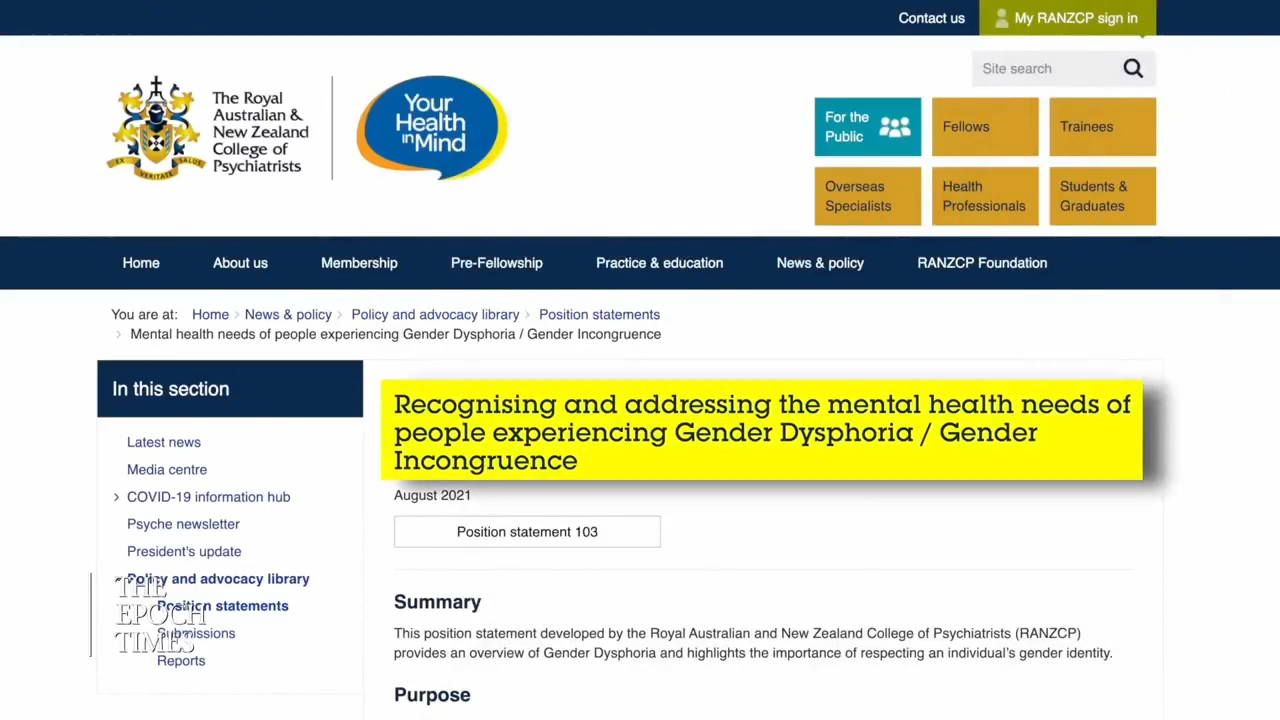 Contact us
My RANZCP sign in
Site search
The Royal
Australian &
New Zealand
College of
Psychiatrists
EX VERITATE SALUS
Your
Health
in Mind
For the
Public
Fellows
Trainees
Overseas
Specialists
Health
Professionals
Students &
Graduates
Home
About us
Membership
Pre-Fellowship
Practice & education
News & policy
RANZCP Foundation
You are at: Home > News & policy > Policy and advocacy library > Position statements
> Mental health needs of people experiencing Gender Dysphoria / Gender Incongruence
In this section
Latest news
Media centre
> COVID-19 information hub
Psyche newsletter
President's update
Policy and advocacy library
Position statements
Submissions
Reports
THE
EPOCH
TIMES
Recognising and addressing the mental health needs of
people experiencing Gender Dysphoria / Gender
Incongruence
August 2021
Position statement 103
Summary
This position statement developed by the Royal Australian and New Zealand College of Psychiatrists (RANZCP)
provides an overview of Gender Dysphoria and highlights the importance of respecting an individual's gender identity.
Purpose